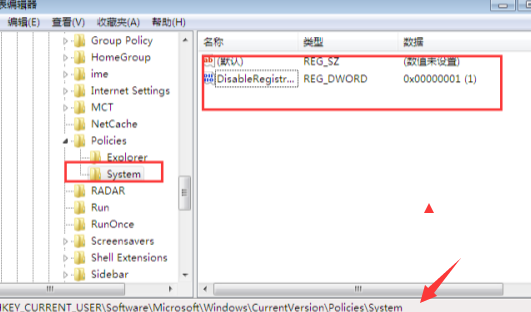 表编辑器
编辑(E) 查看(V) 收藏夹(A) 帮助(H)
Group Policy
HomeGroup
ime
Internet Settings
MCT
NetCache
Policies
Explorer
System
RADAR
Run
RunOnce
Screensavers
Shell Extensions
Sidebar
名称 类型 数据
(默认) REG_SZ (数值未设置)
DisableRegistr... REG_DWORD 0x00000001 (1)
HKEY_CURRENT_USER\Software\Microsoft\Windows\CurrentVersion\Policies\System